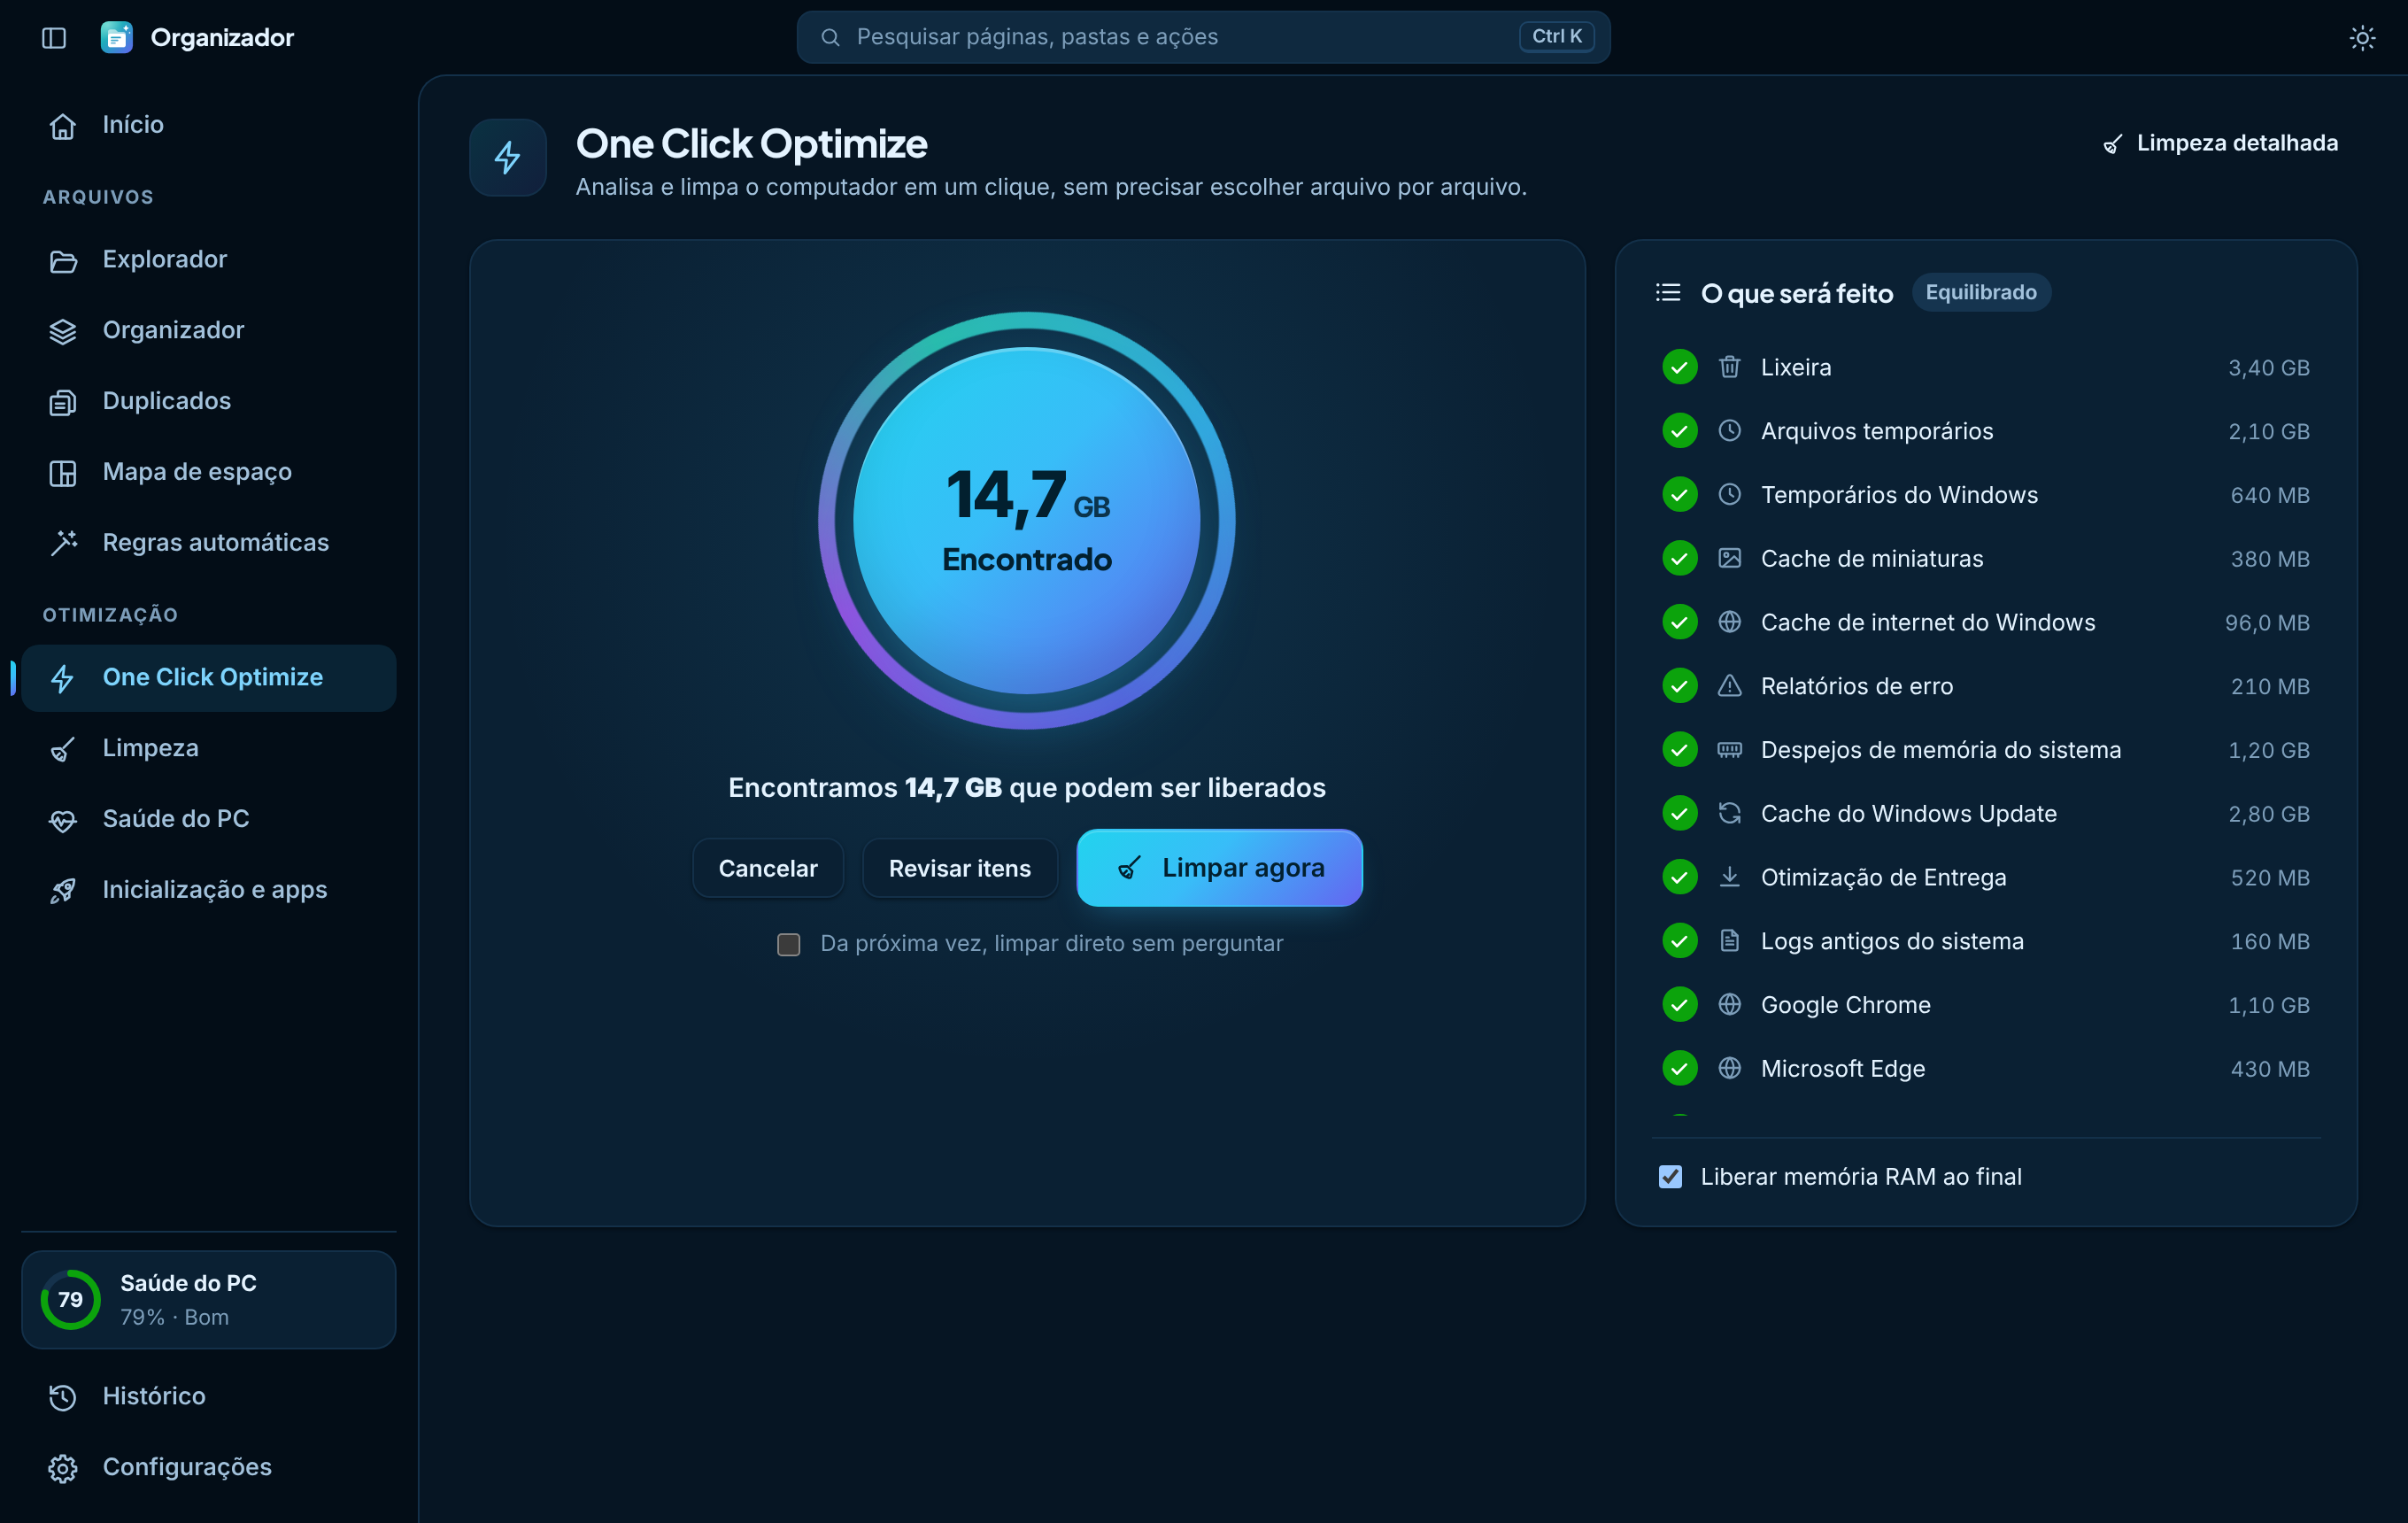 Organizador
Pesquisar páginas, pastas e ações
Ctrl K
Início
ARQUIVOS
Explorador
Organizador
Duplicados
Mapa de espaço
Regras automáticas
OTIMIZAÇÃO
One Click Optimize
Limpeza
Saúde do PC
Inicialização e apps
79
Saúde do PC
79% · Bom
Histórico
Configurações
One Click Optimize
Analisa e limpa o computador em um clique, sem precisar escolher arquivo por arquivo.
Limpeza detalhada
14,7 GB
Encontrado
Encontramos 14,7 GB que podem ser liberados
Cancelar
Revisar itens
Limpar agora
Da próxima vez, limpar direto sem perguntar
O que será feito
Equilibrado
Lixeira 3,40 GB
Arquivos temporários 2,10 GB
Temporários do Windows 640 MB
Cache de miniaturas 380 MB
Cache de internet do Windows 96,0 MB
Relatórios de erro 210 MB
Despejos de memória do sistema 1,20 GB
Cache do Windows Update 2,80 GB
Otimização de Entrega 520 MB
Logs antigos do sistema 160 MB
Google Chrome 1,10 GB
Microsoft Edge 430 MB
Liberar memória RAM ao final